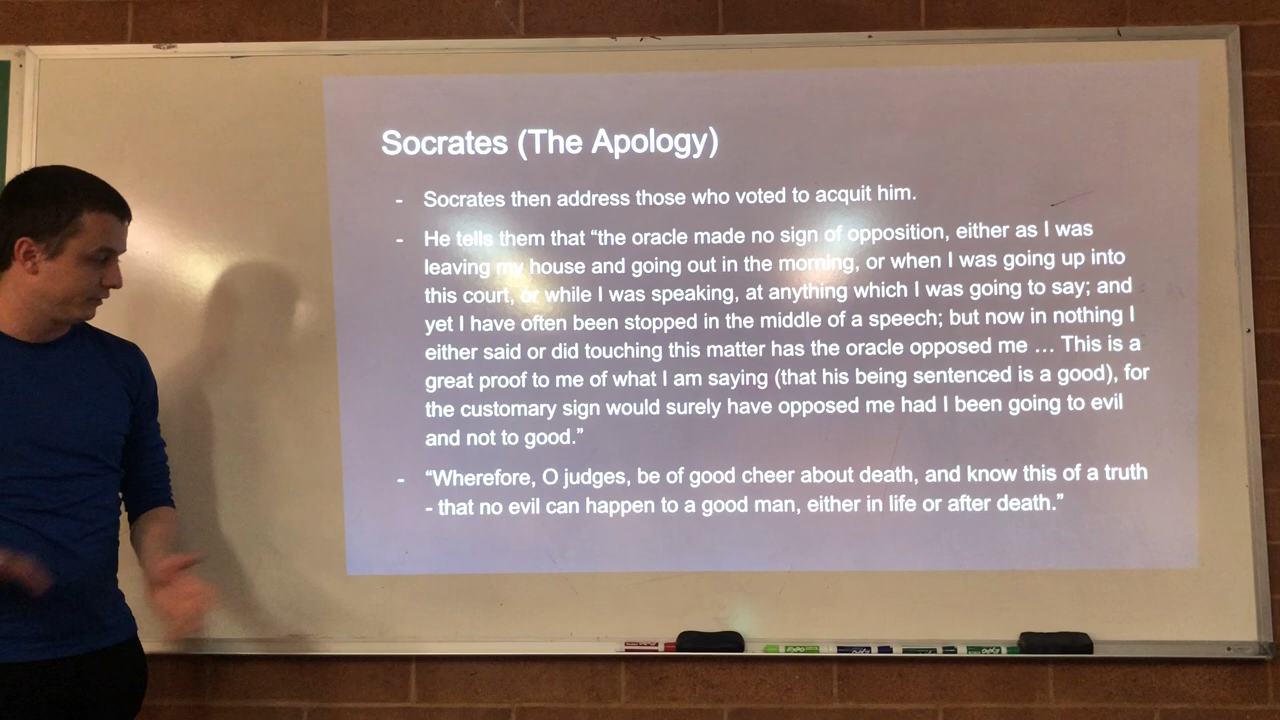 Socrates (The Apology)
- Socrates then address those who voted to acquit him.
- He tells them that “the oracle made no sign of opposition, either as I was
leaving my house and going out in the morning, or when I was going up into
this court, or while I was speaking, at anything which I was going to say; and
yet I have often been stopped in the middle of a speech; but now in nothing I
either said or did touching this matter has the oracle opposed me … This is a
great proof to me of what I am saying (that his being sentenced is a good), for
the customary sign would surely have opposed me had I been going to evil
and not to good.”
- “Wherefore, O judges, be of good cheer about death, and know this of a truth
- that no evil can happen to a good man, either in life or after death.”
EXPO